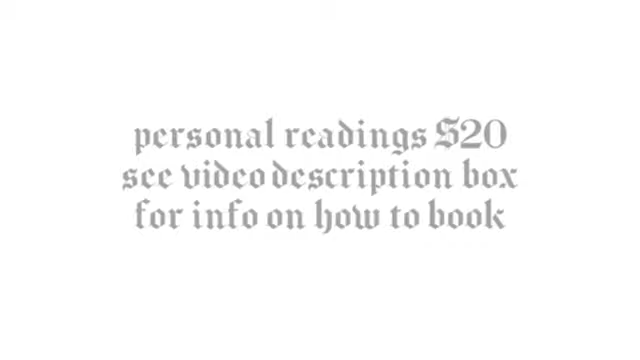 personal readings $20
see video description box
for info on how to book